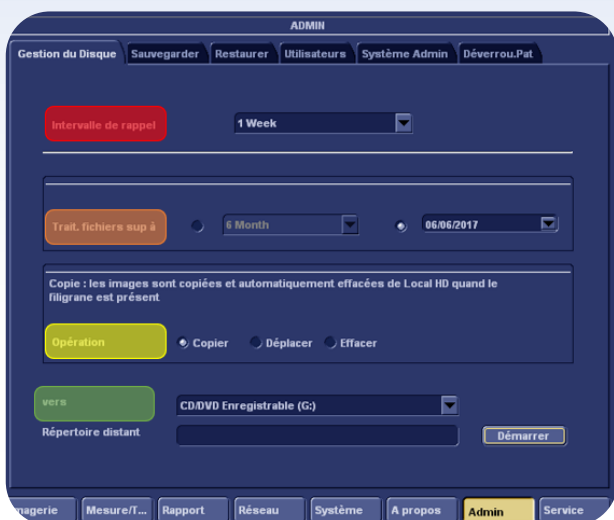 ADMIN
Gestion du Disque Sauvegarder Restaurer Utilisateurs Système Admin Déverrou.Pat
Intervalle de rappel 1 Week
Trait. fichiers sup à 6 Month 06/06/2017
Copie : les images sont copiées et automatiquement effacées de Local HD quand le
filigrane est présent
Opération Copier Déplacer Effacer
vers CD/DVD Enregistrable (G:)
Répertoire distant Démarrer
magerie Mesure/T... Rapport Réseau Système A propos Admin Service